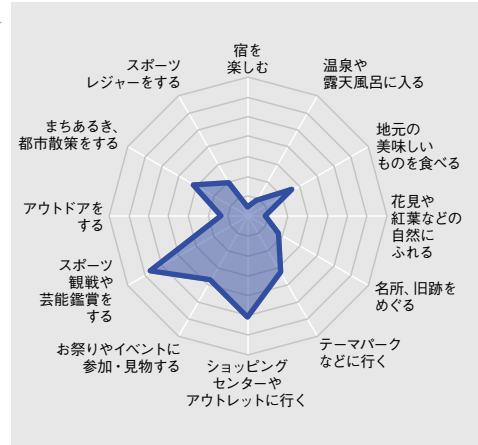 宿を
楽しむ
温泉や
露天風呂に入る
地元の
美味しい
ものを食べる
花見や
紅葉などの
自然に
ふれる
名所、旧跡を
めぐる
テーマパーク
などに行く
ショッピング
センターや
アウトレットに行く
お祭りやイベントに
参加・見物する
スポーツ
観戦や
芸能鑑賞を
する
アウトドアを
する
まちあるき、
都市散策をする
スポーツ
レジャーをする